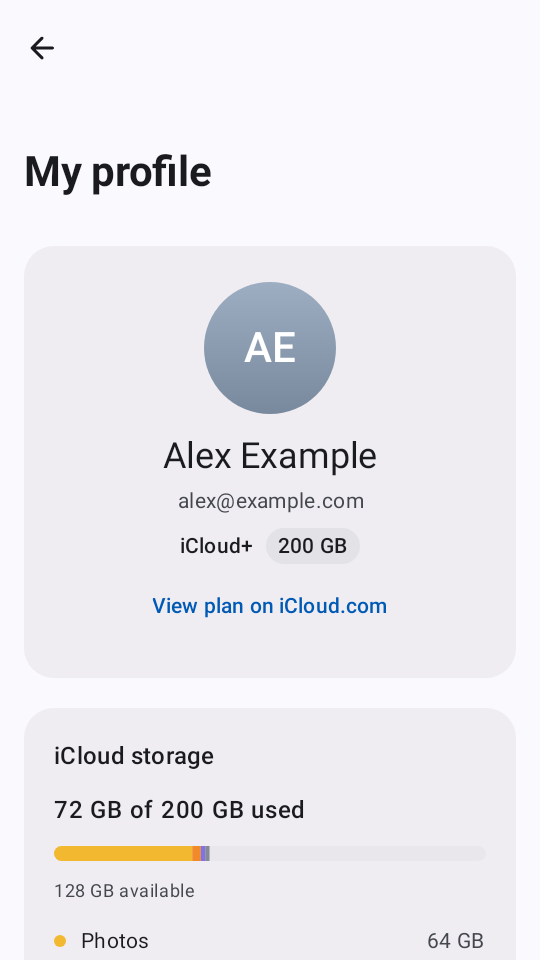 My profile
AE
Alex Example
alex@example.com
iCloud+ 200 GB
View plan on iCloud.com
iCloud storage
72 GB of 200 GB used
128 GB available
Photos 64 GB